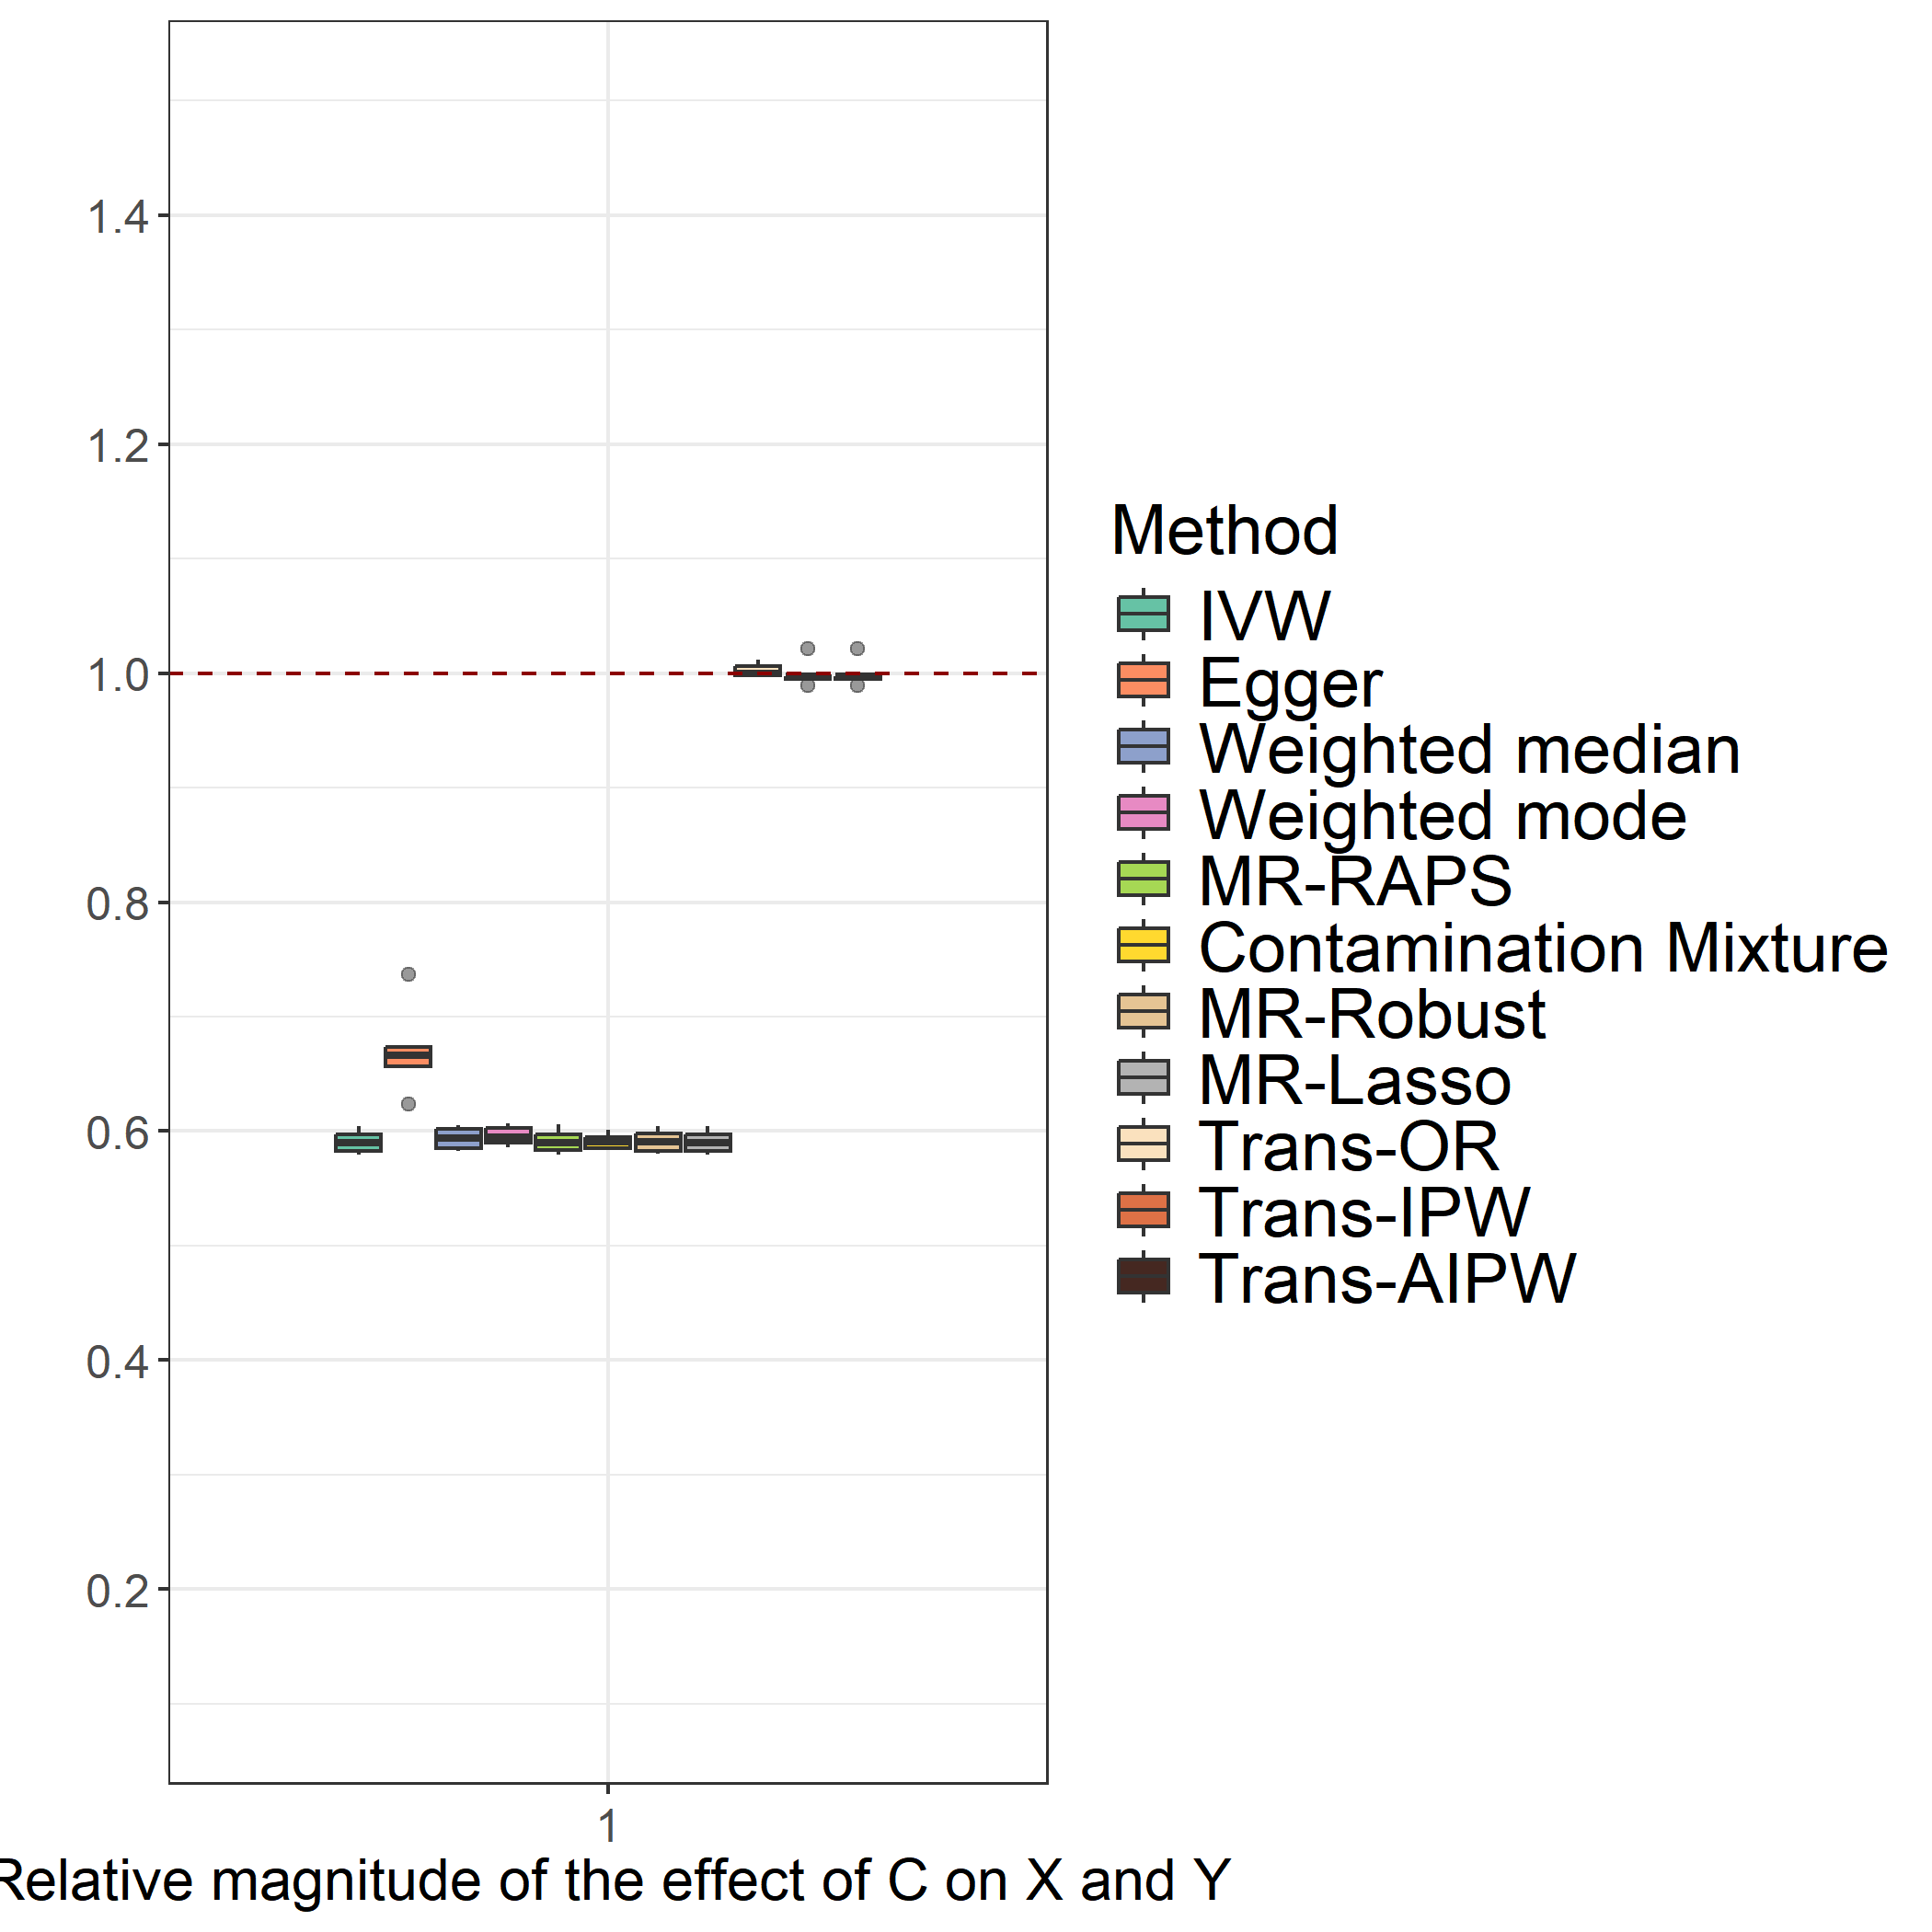 1.4
1.2
1.0
0.8
0.6
0.4
0.2
1
Relative magnitude of the effect of C on X and Y
Method
IVW
Egger
Weighted median
Weighted mode
MR-RAPS
Contamination Mixture
MR-Robust
MR-Lasso
Trans-OR
Trans-IPW
Trans-AIPW